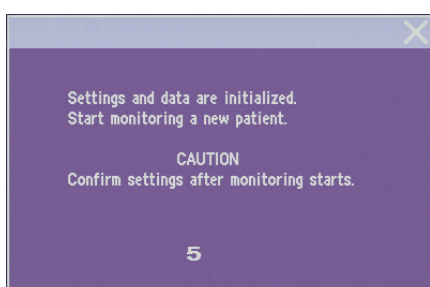 Settings and data are initialized.
Start monitoring a new patient.
CAUTION
Confirm settings after monitoring starts.
5